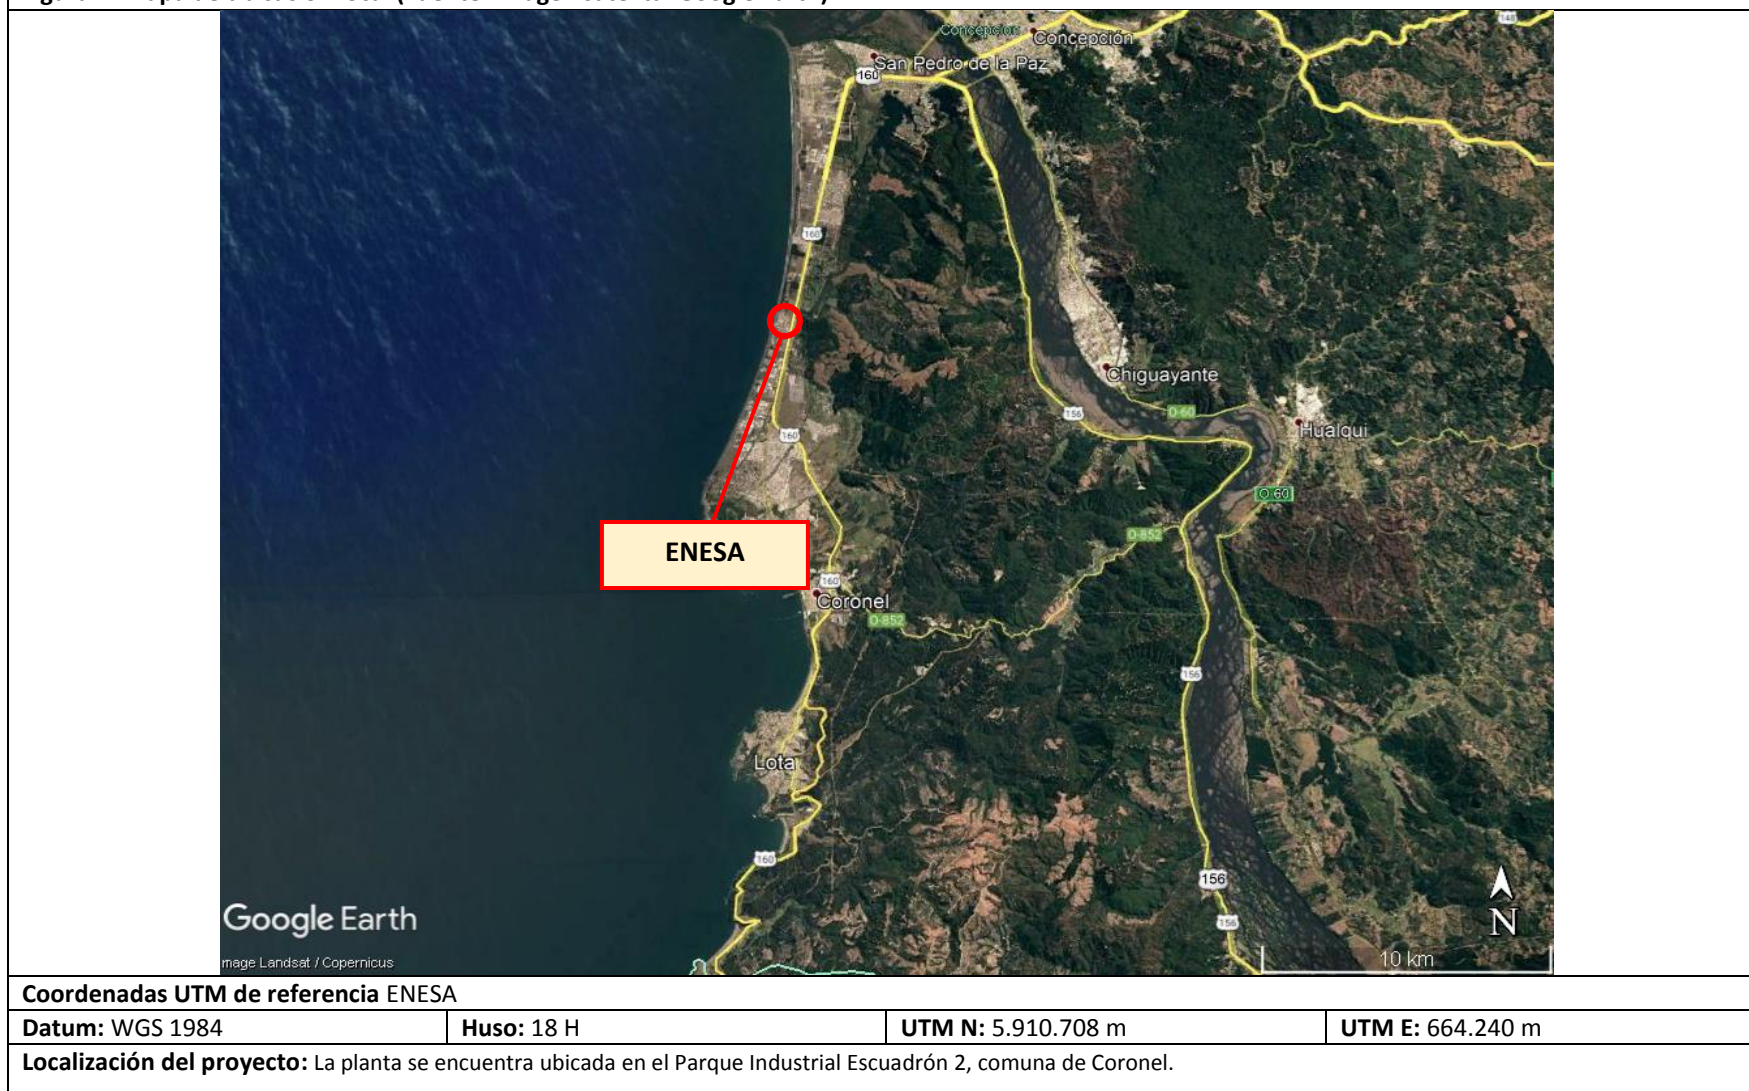 Concepción
Concepción
148
San Pedro de la Paz
160
160
Chiguayante
O-60
156
Hualqui
160
O-60
O-852
ENESA
160
Coronel
O-852
156
Lota
160
156
156
Google Earth
N
10 km
mage Landsat / Copernicus
Coordenadas UTM de referencia ENESA
Datum: WGS 1984 Huso: 18 H UTM N: 5.910.708 m UTM E: 664.240 m
Localización del proyecto: La planta se encuentra ubicada en el Parque Industrial Escuadrón 2, comuna de Coronel.